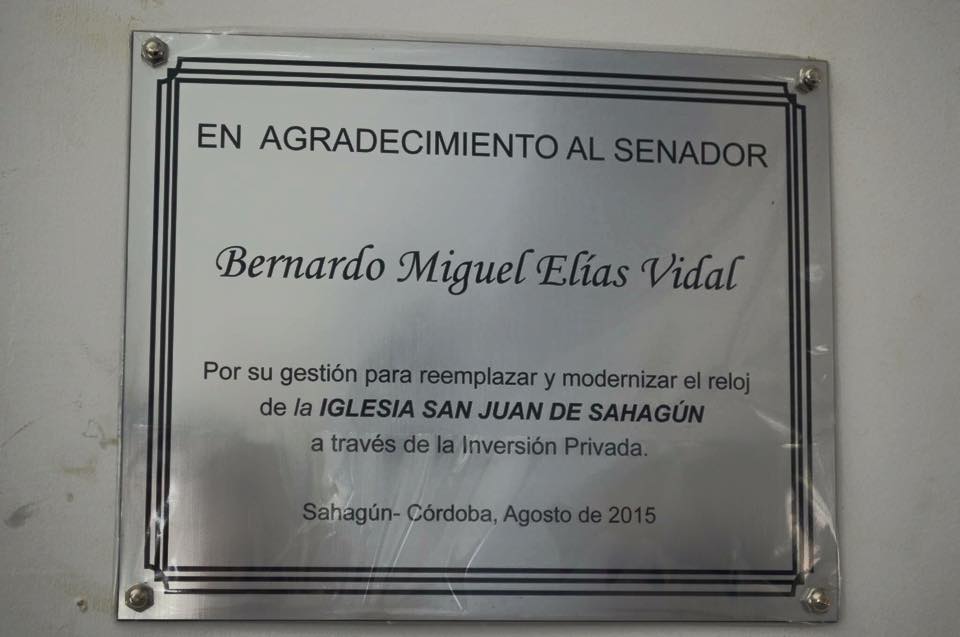 EN AGRADECIMIENTO AL SENADOR
Bernardo Miguel Elías Vidal
Por su gestión para reemplazar y modernizar el reloj
de la IGLESIA SAN JUAN DE SAHAGÚN
a través de la Inversión Privada.
Sahagún- Córdoba, Agosto de 2015